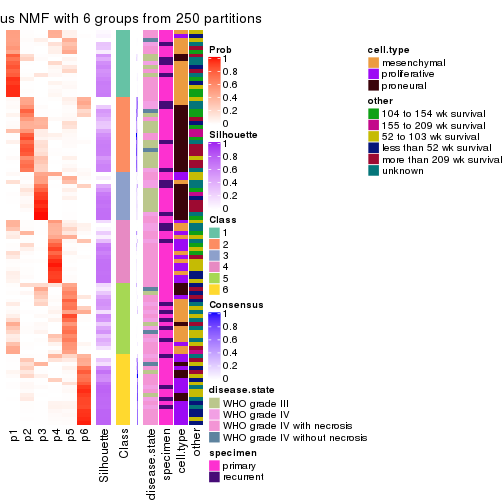 us NMF with 6 groups from 250 partitions
Prob
1
0.8
0.6
0.4
0.2
0
Silhouette
1
0.8
0.6
0.4
0.2
0
Class
1
2
3
4
5
6
Consensus
1
0.8
0.6
0.4
0.2
0
disease.state
WHO grade III
WHO grade IV
WHO grade IV with necrosis
WHO grade IV without necrosis
specimen
primary
recurrent
cell.type
mesenchymal
proliferative
proneural
other
104 to 154 wk survival
155 to 209 wk survival
52 to 103 wk survival
less than 52 wk survival
more than 209 wk survival
unknown
p1
p2
p3
p4
p5
p6
Silhouette
Class
disease.state
specimen
cell.type
other